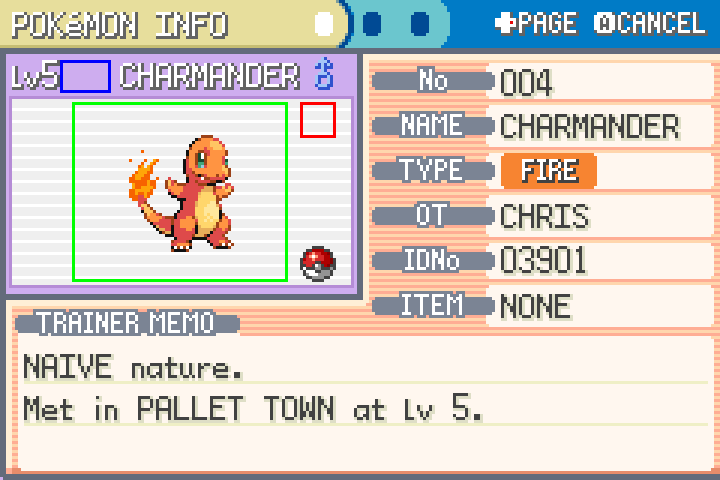 POKéMON INFO
PAGE CANCEL
Lv5 CHARMANDER ♂
No 004
NAME CHARMANDER
TYPE FIRE
OT CHRIS
IDNo 03901
ITEM NONE
TRAINER MEMO
NAIVE nature.
Met in PALLET TOWN at Lv 5.